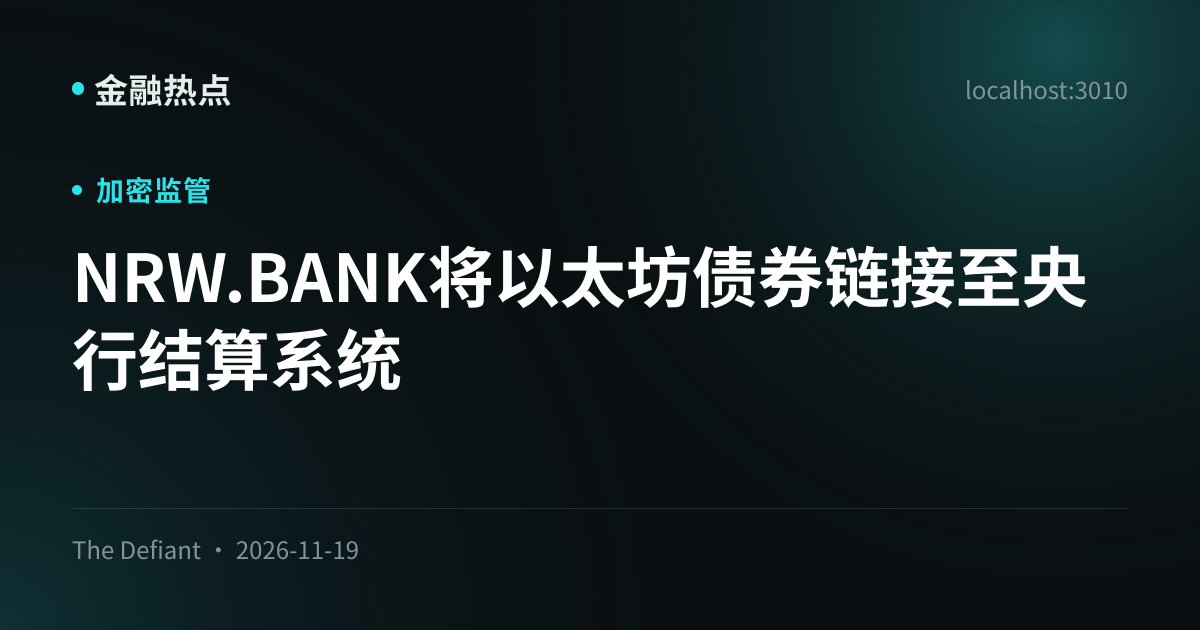 金融热点
localhost:3010
加密监管
NRW.BANK将以太坊债券链接至央
行结算系统
The Defiant · 2026-11-19